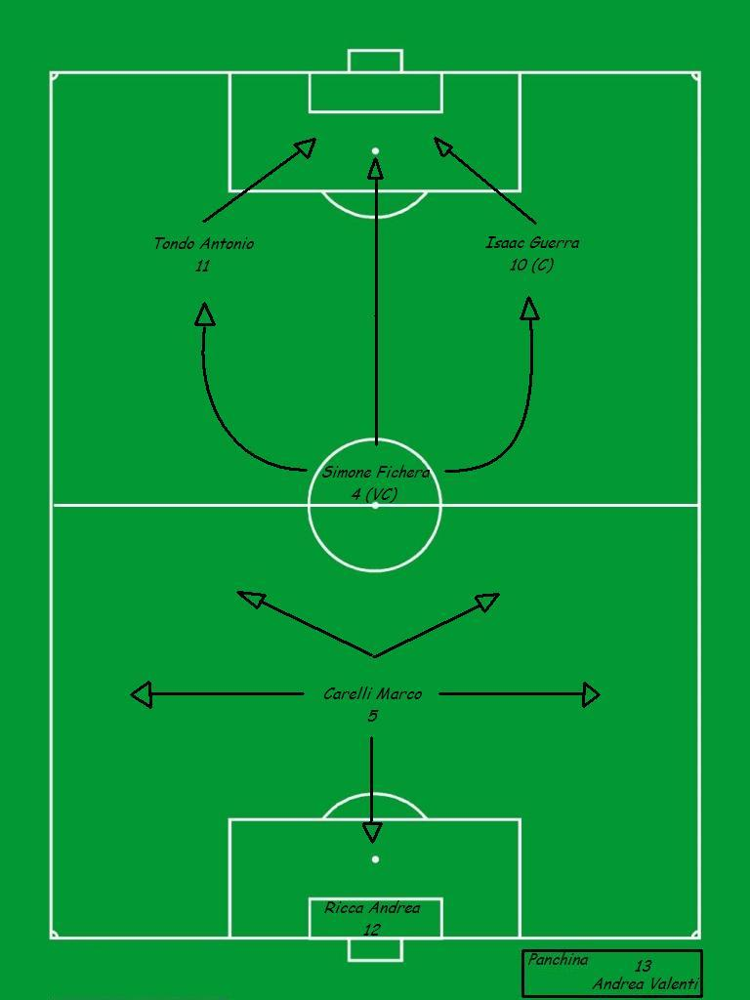 Tondo Antonio
11
Isaac Guerra
10 (C)
Simone Fichera
4 (VC)
Carelli Marco
5
Ricca Andrea
12
Panchina
13
Andrea Valenti